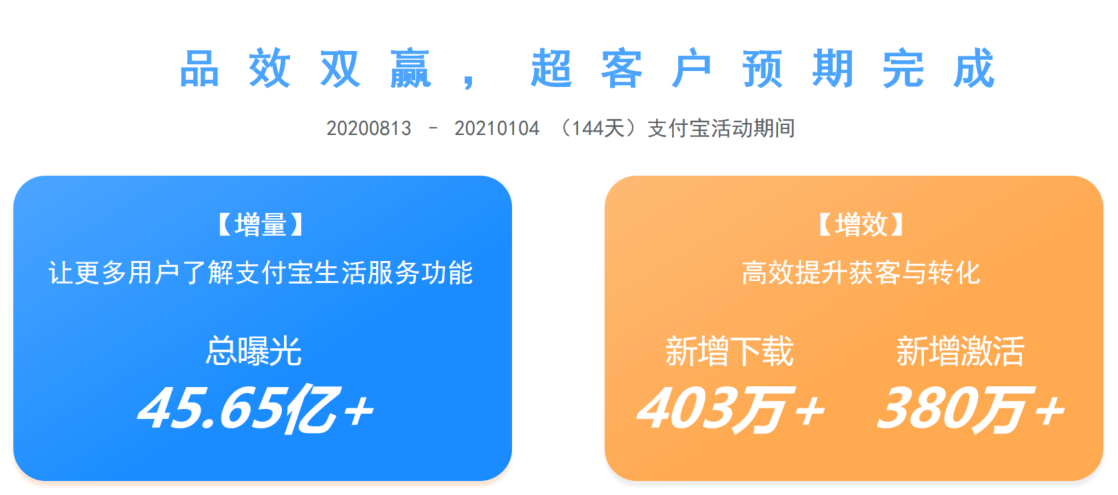 品效双赢，超客户预期完成
20200813 - 20210104 （144天）支付宝活动期间
【增量】
让更多用户了解支付宝生活服务功能
总曝光
45.65亿+
【增效】
高效提升获客与转化
新增下载 新增激活
403万+ 380万+